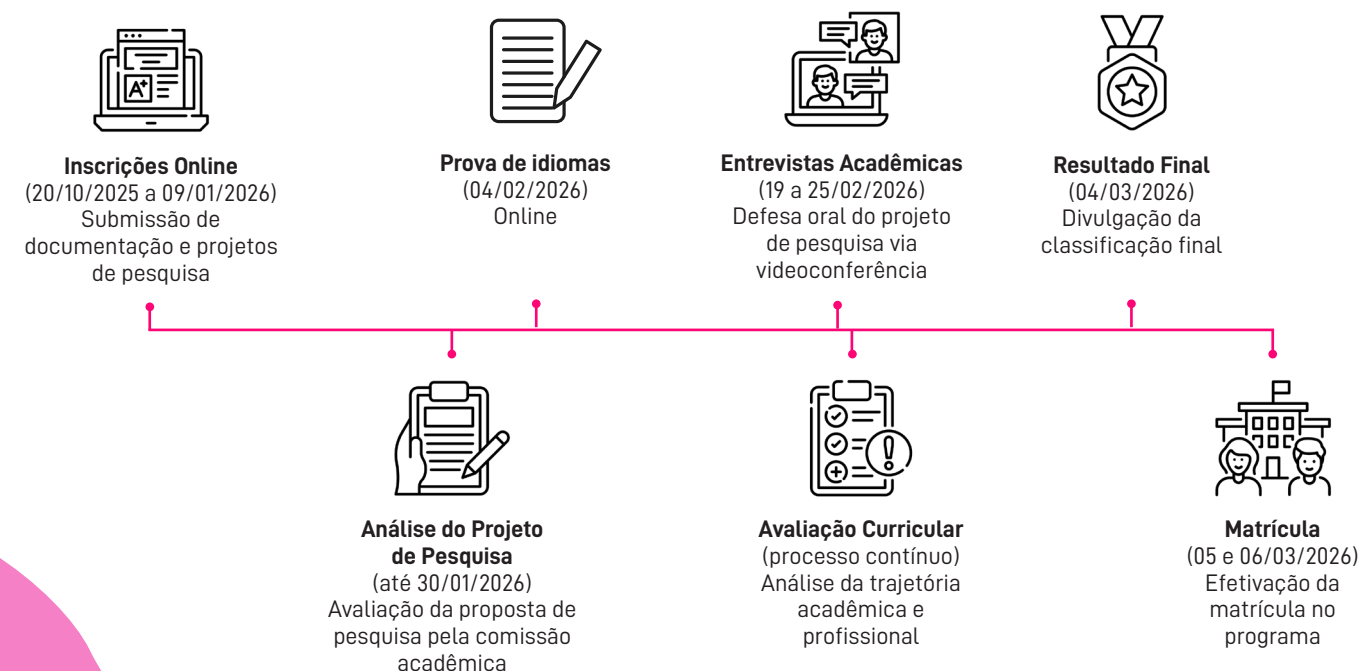 A+
Inscrições Online
(20/10/2025 a 09/01/2026)
Submissão de
documentação e projetos
de pesquisa
Prova de idiomas
(04/02/2026)
Online
Entrevistas Acadêmicas
(19 a 25/02/2026)
Defesa oral do projeto
de pesquisa via
videoconferência
Resultado Final
(04/03/2026)
Divulgação da
classificação final
Análise do Projeto
de Pesquisa
(até 30/01/2026)
Avaliação da proposta de
pesquisa pela comissão
acadêmica
Avaliação Curricular
(processo contínuo)
Análise da trajetória
acadêmica e
profissional
Matrícula
(05 e 06/03/2026)
Efetivação da
matrícula no
programa